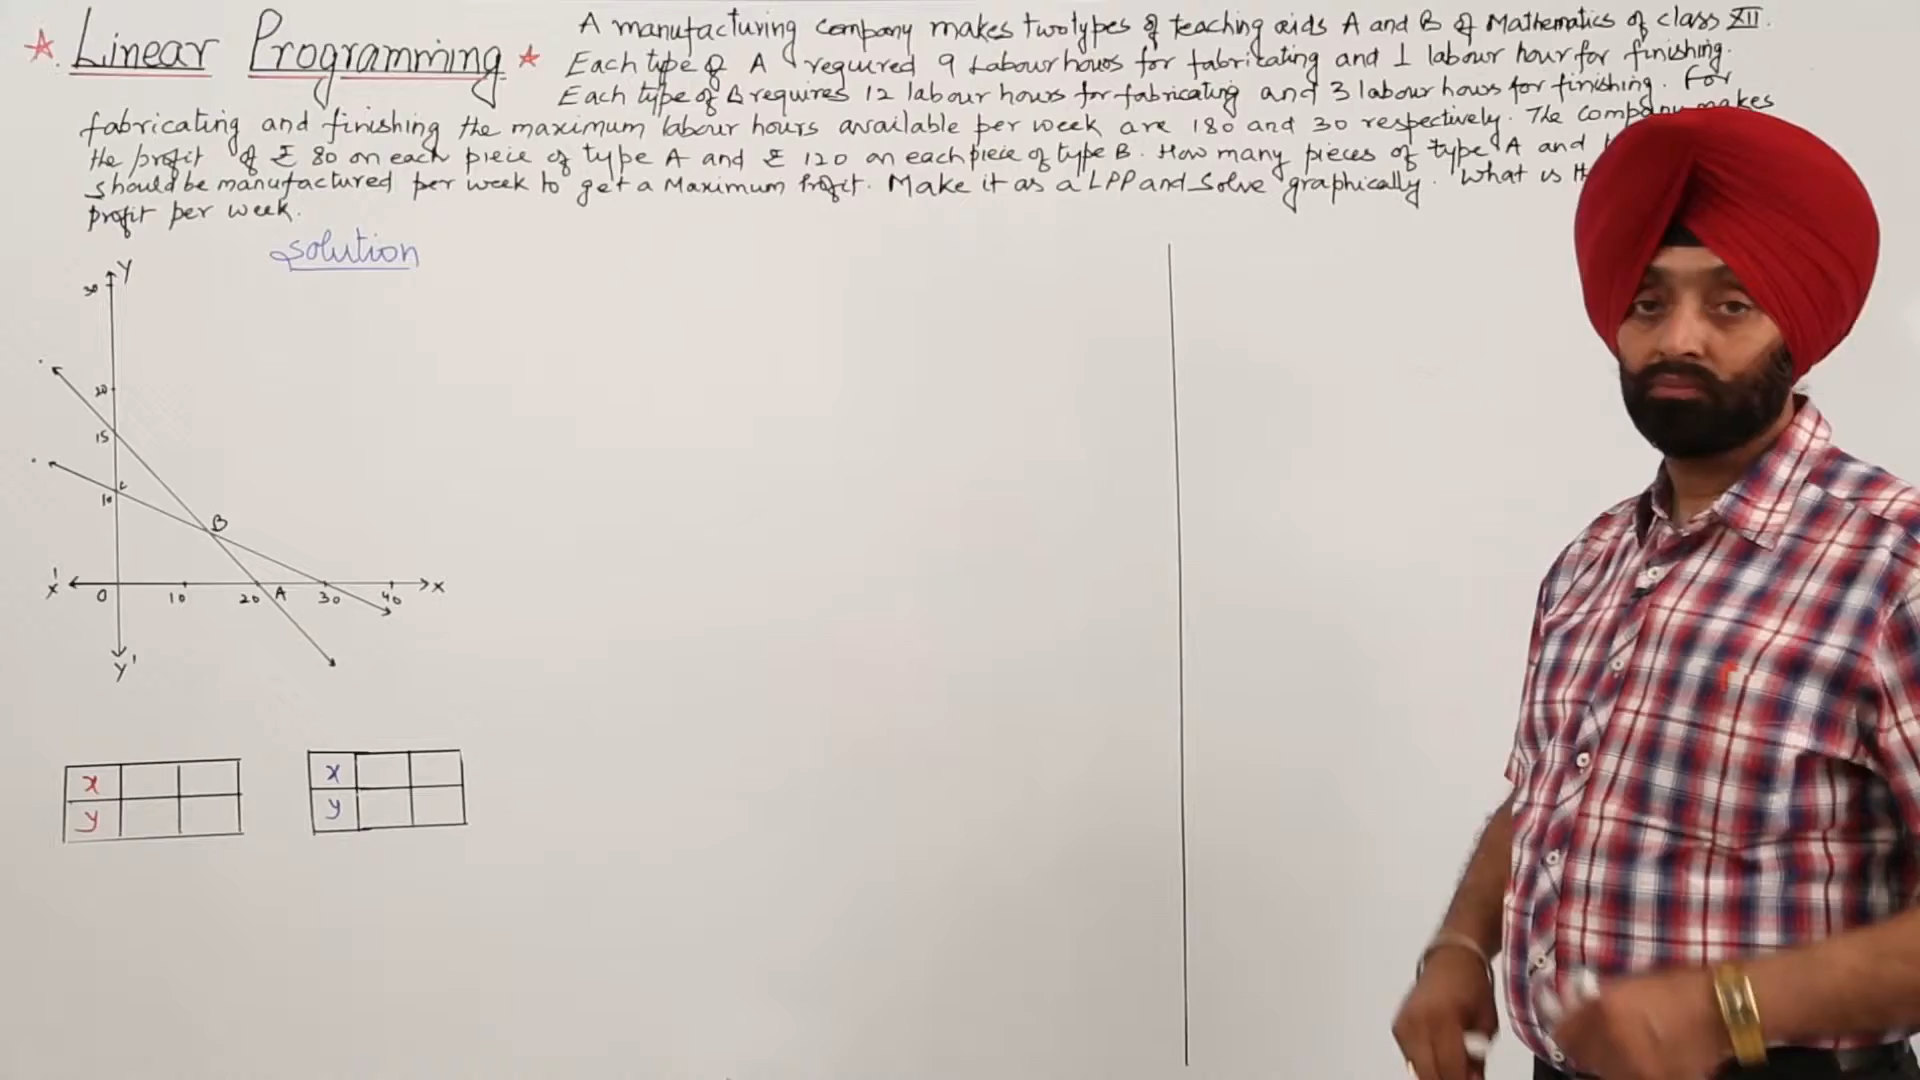 Linear Programming
A manufacturing company makes two types of teaching aids A and B of Mathematics of class XII.
Each type of A required 9 Labour hours for fabricating and 1 labour hour for finishing.
Each type of B requires 12 labour hours for fabricating and 3 labour hours for finishing. For
fabricating and finishing the maximum labour hours available per week are 180 and 30 respectively. The company makes
the profit of ₹ 80 on each piece of type A and ₹ 120 on each piece of type B. How many pieces of type A and
should be manufactured per week to get a Maximum Profit. Make it as a LPP and Solve graphically. What is
profit per week.
Solution
Y
30
20
15
10 C
B
X' O 10 20 A 30 40 X
Y'
x
y
x
y